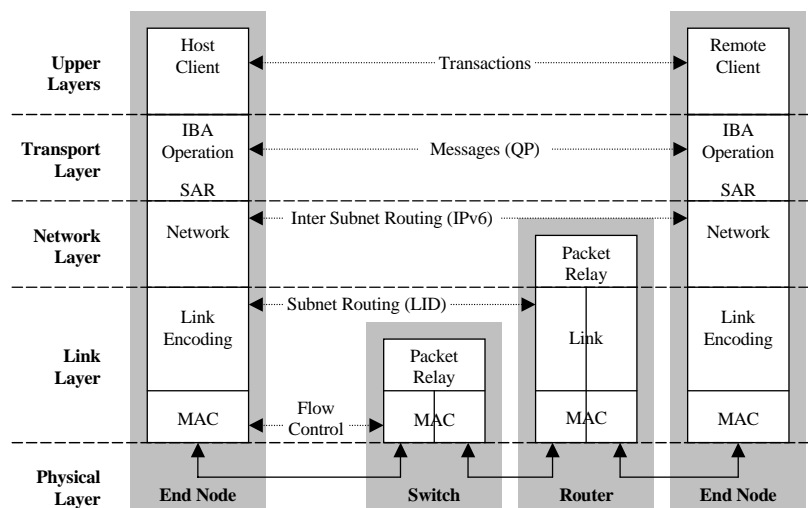 Upper
Layers
Host
Client
Transactions
Remote
Client
Transport
Layer
IBA
Operation
SAR
Messages (QP)
IBA
Operation
SAR
Network
Layer
Network
Inter Subnet Routing (IPv6)
Packet
Relay
Network
Link
Layer
Link
Encoding
Subnet Routing (LID)
Packet
Relay
Link
Link
Encoding
MAC
Flow
Control
MAC
MAC
MAC
Physical
Layer
End Node
Switch
Router
End Node